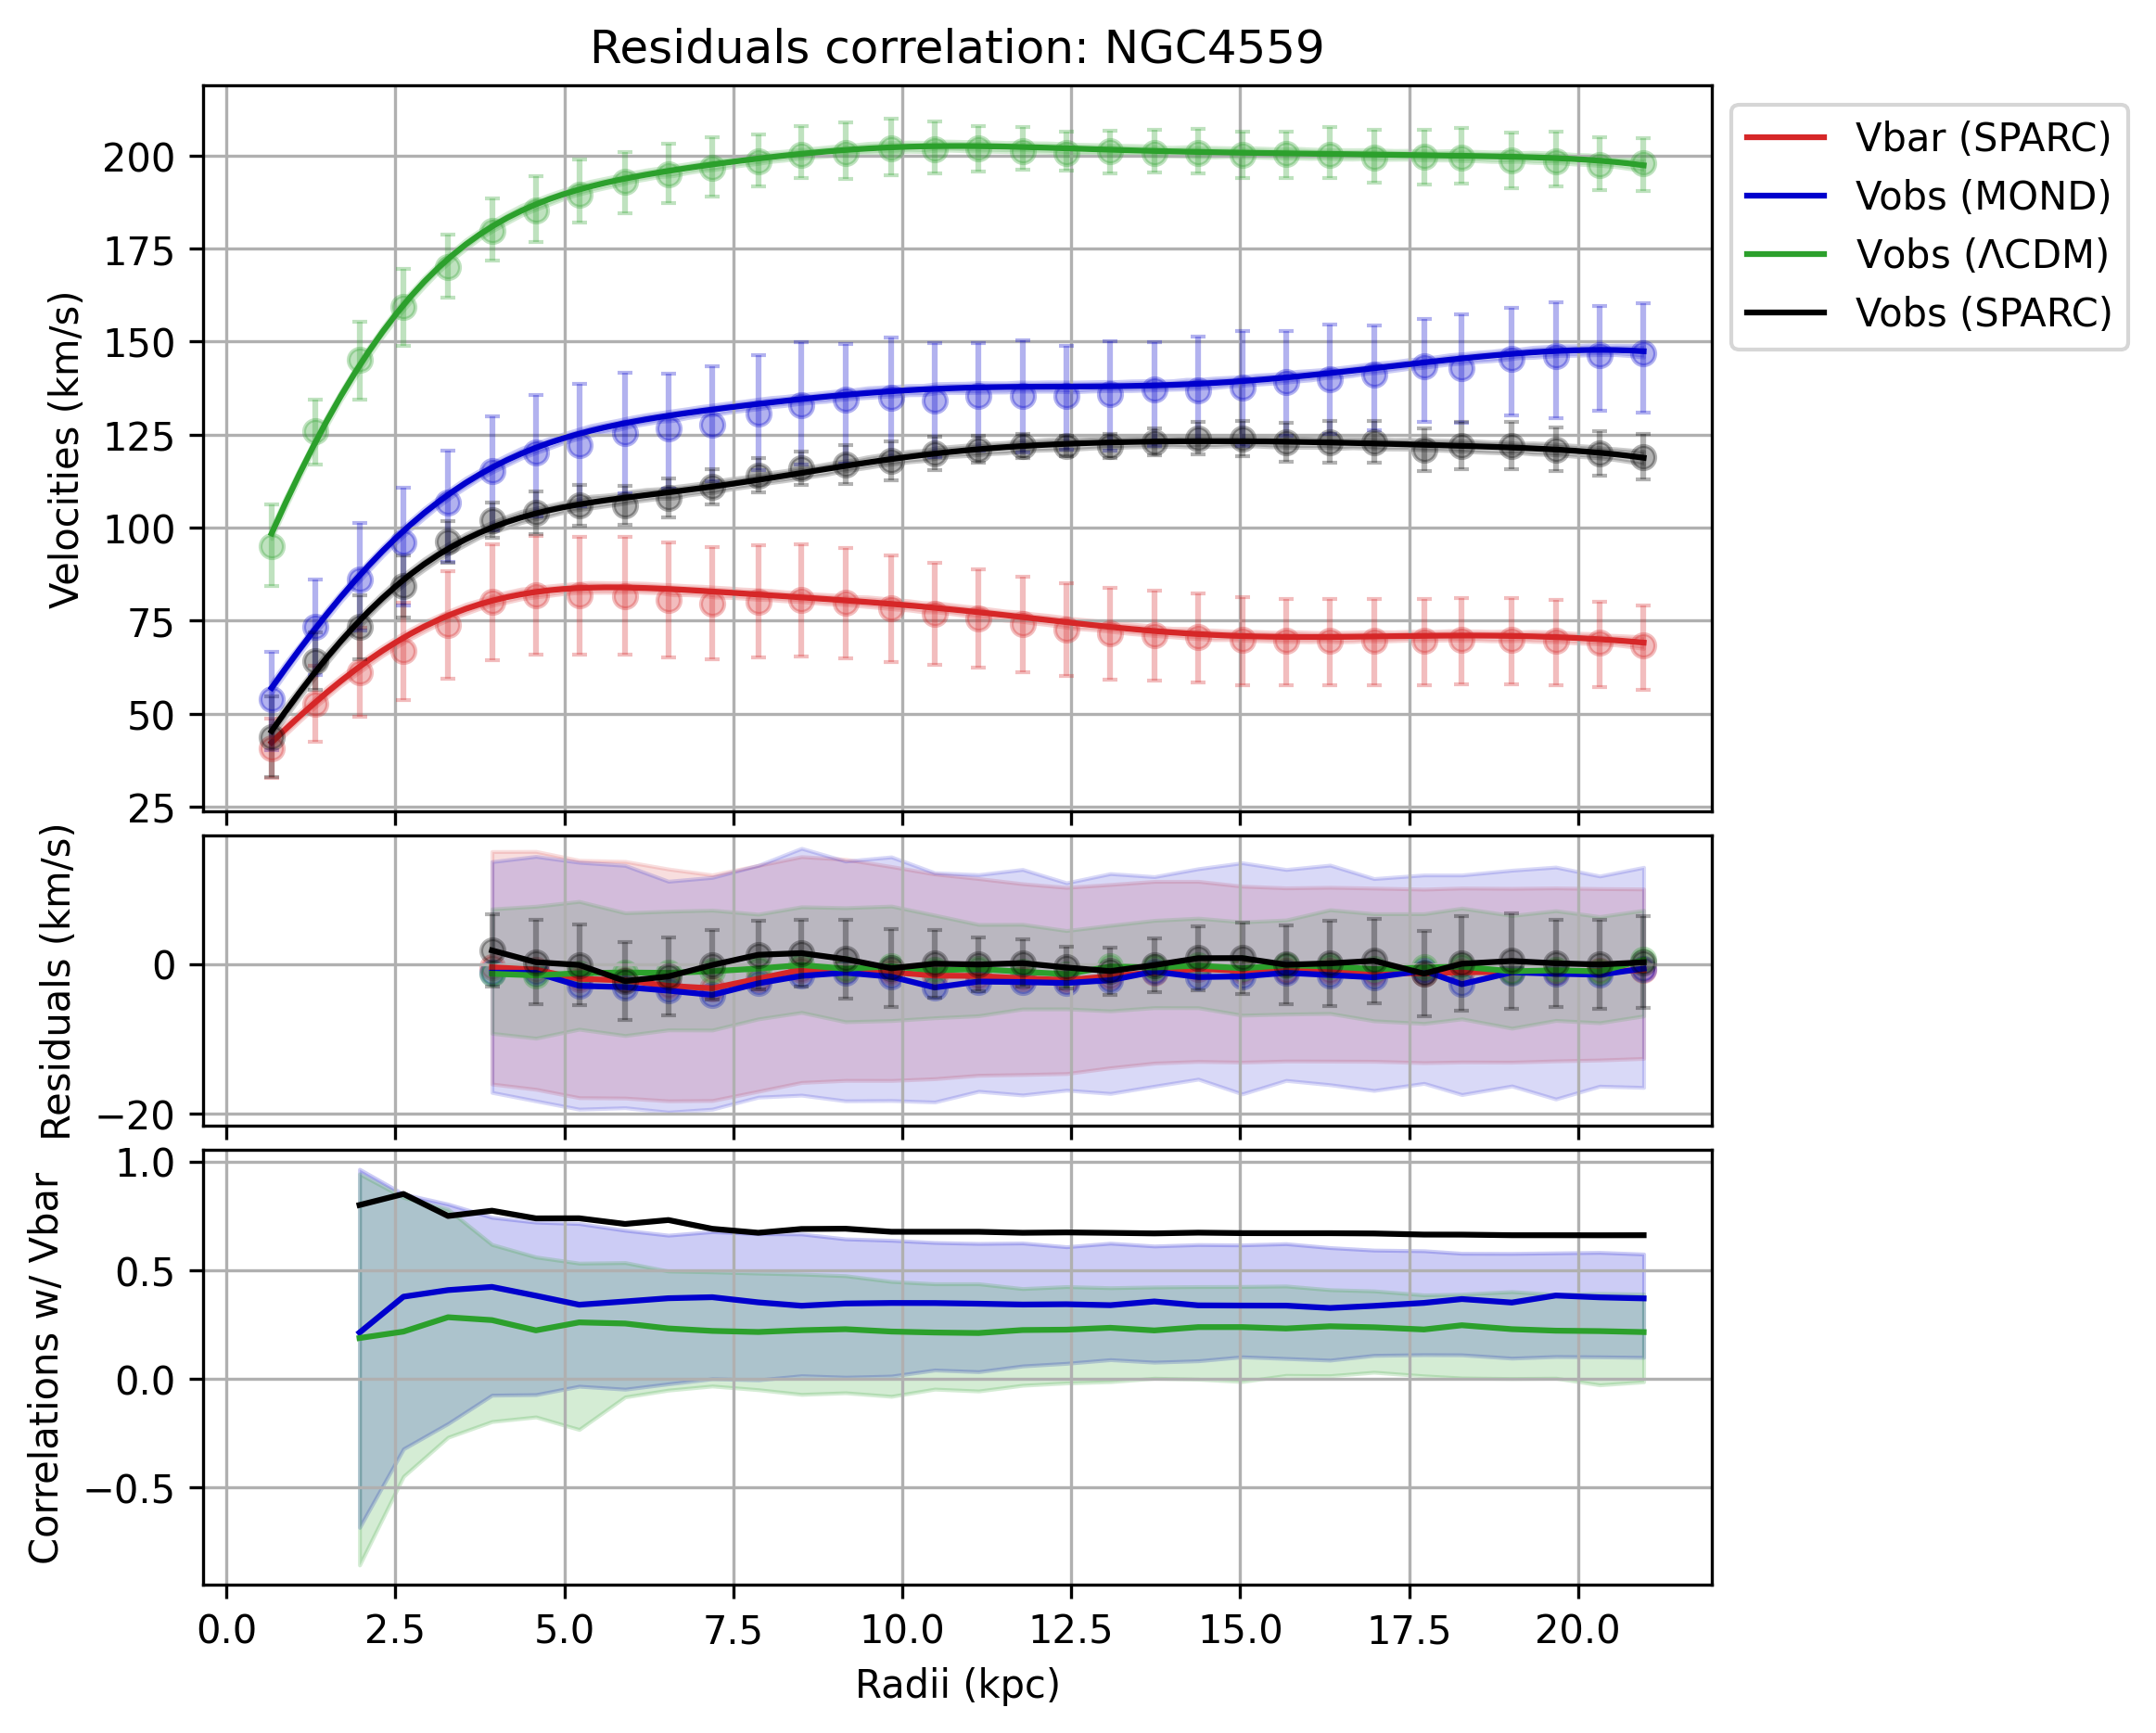 Residuals correlation: NGC4559
Velocities (km/s)
200
175
150
125
100
75
50
25
Vbar (SPARC)
Vobs (MOND)
Vobs (ΛCDM)
Vobs (SPARC)
Residuals (km/s)
0
−20
Correlations w/ Vbar
1.0
0.5
0.0
−0.5
0.0 2.5 5.0 7.5 10.0 12.5 15.0 17.5 20.0
Radii (kpc)